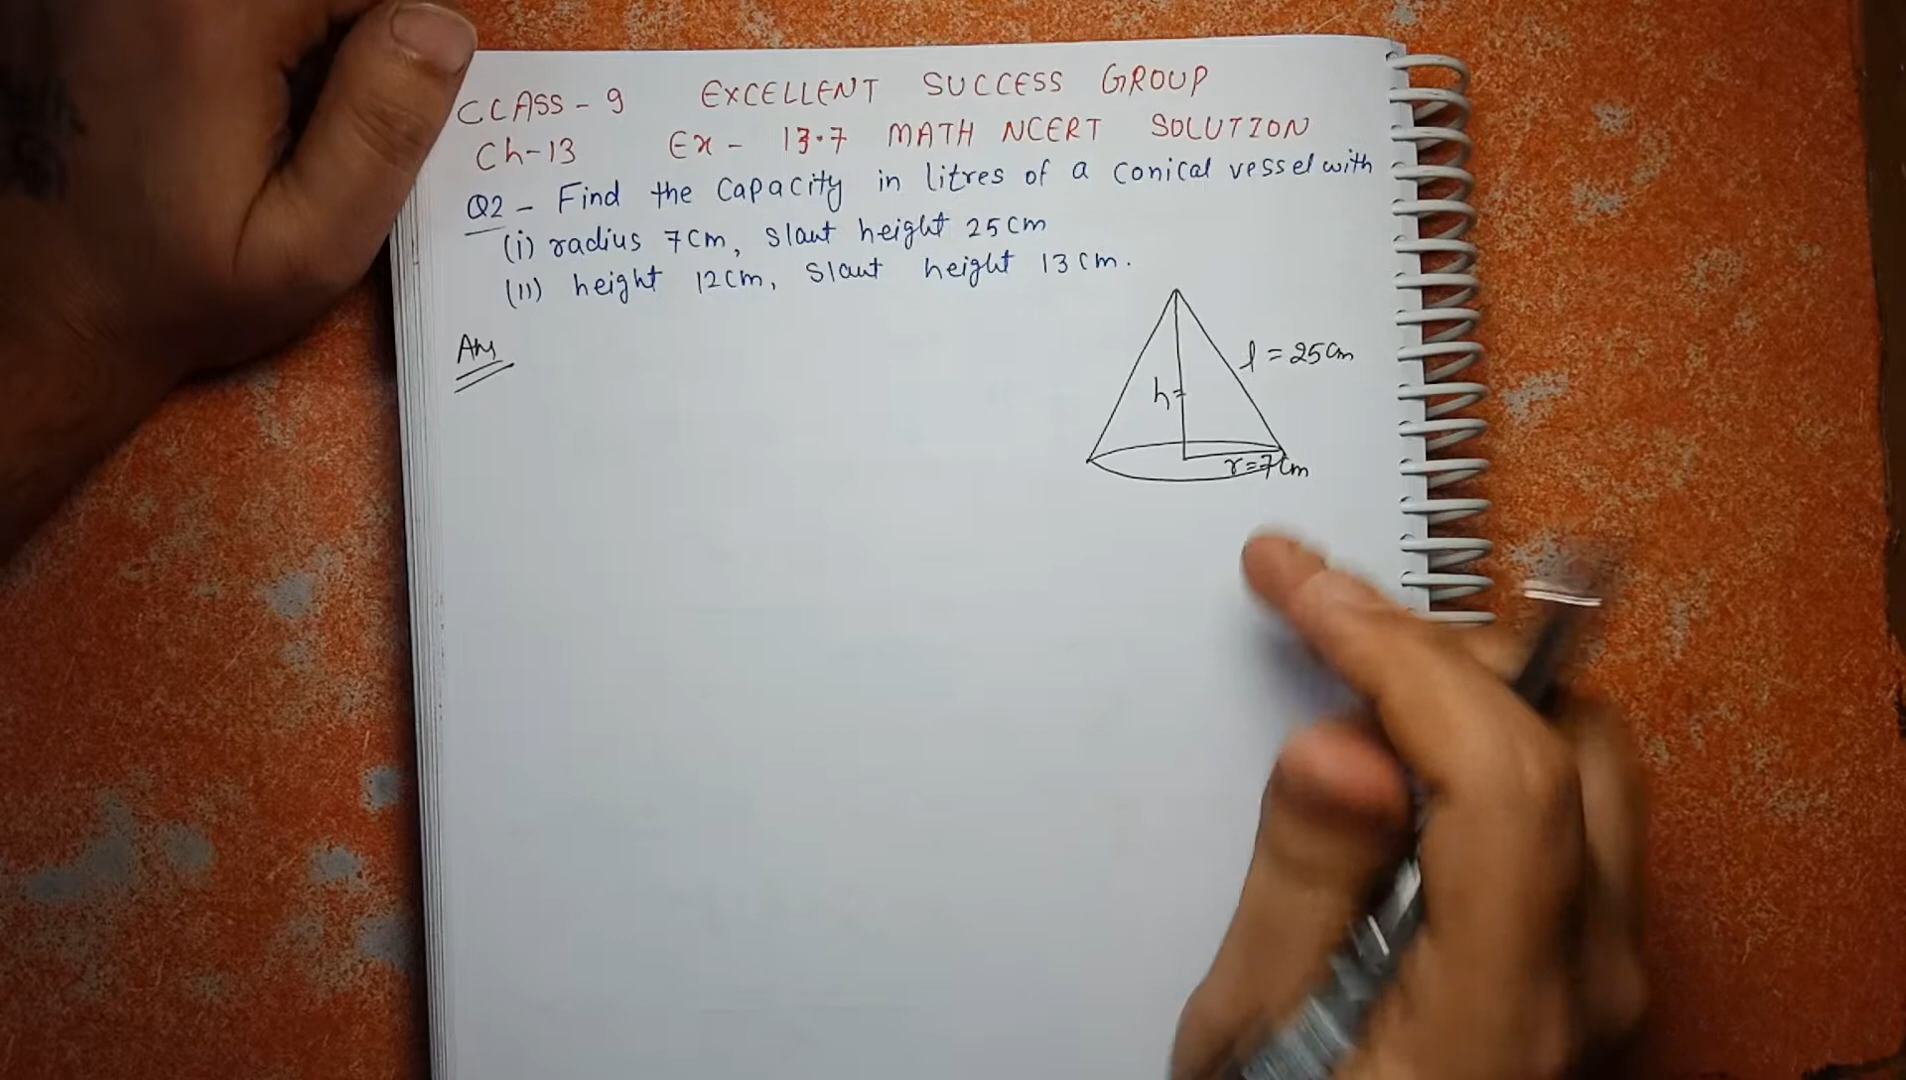 CLASS - 9 EXCELLENT SUCCESS GROUP
Ch-13 Ex - 13.7 MATH NCERT SOLUTION
Q2 - Find the capacity in litres of a conical vessel with
(i) radius 7cm, slant height 25cm
(ii) height 12cm, slant height 13cm.
Ans
l = 25cm
h=
r=7cm